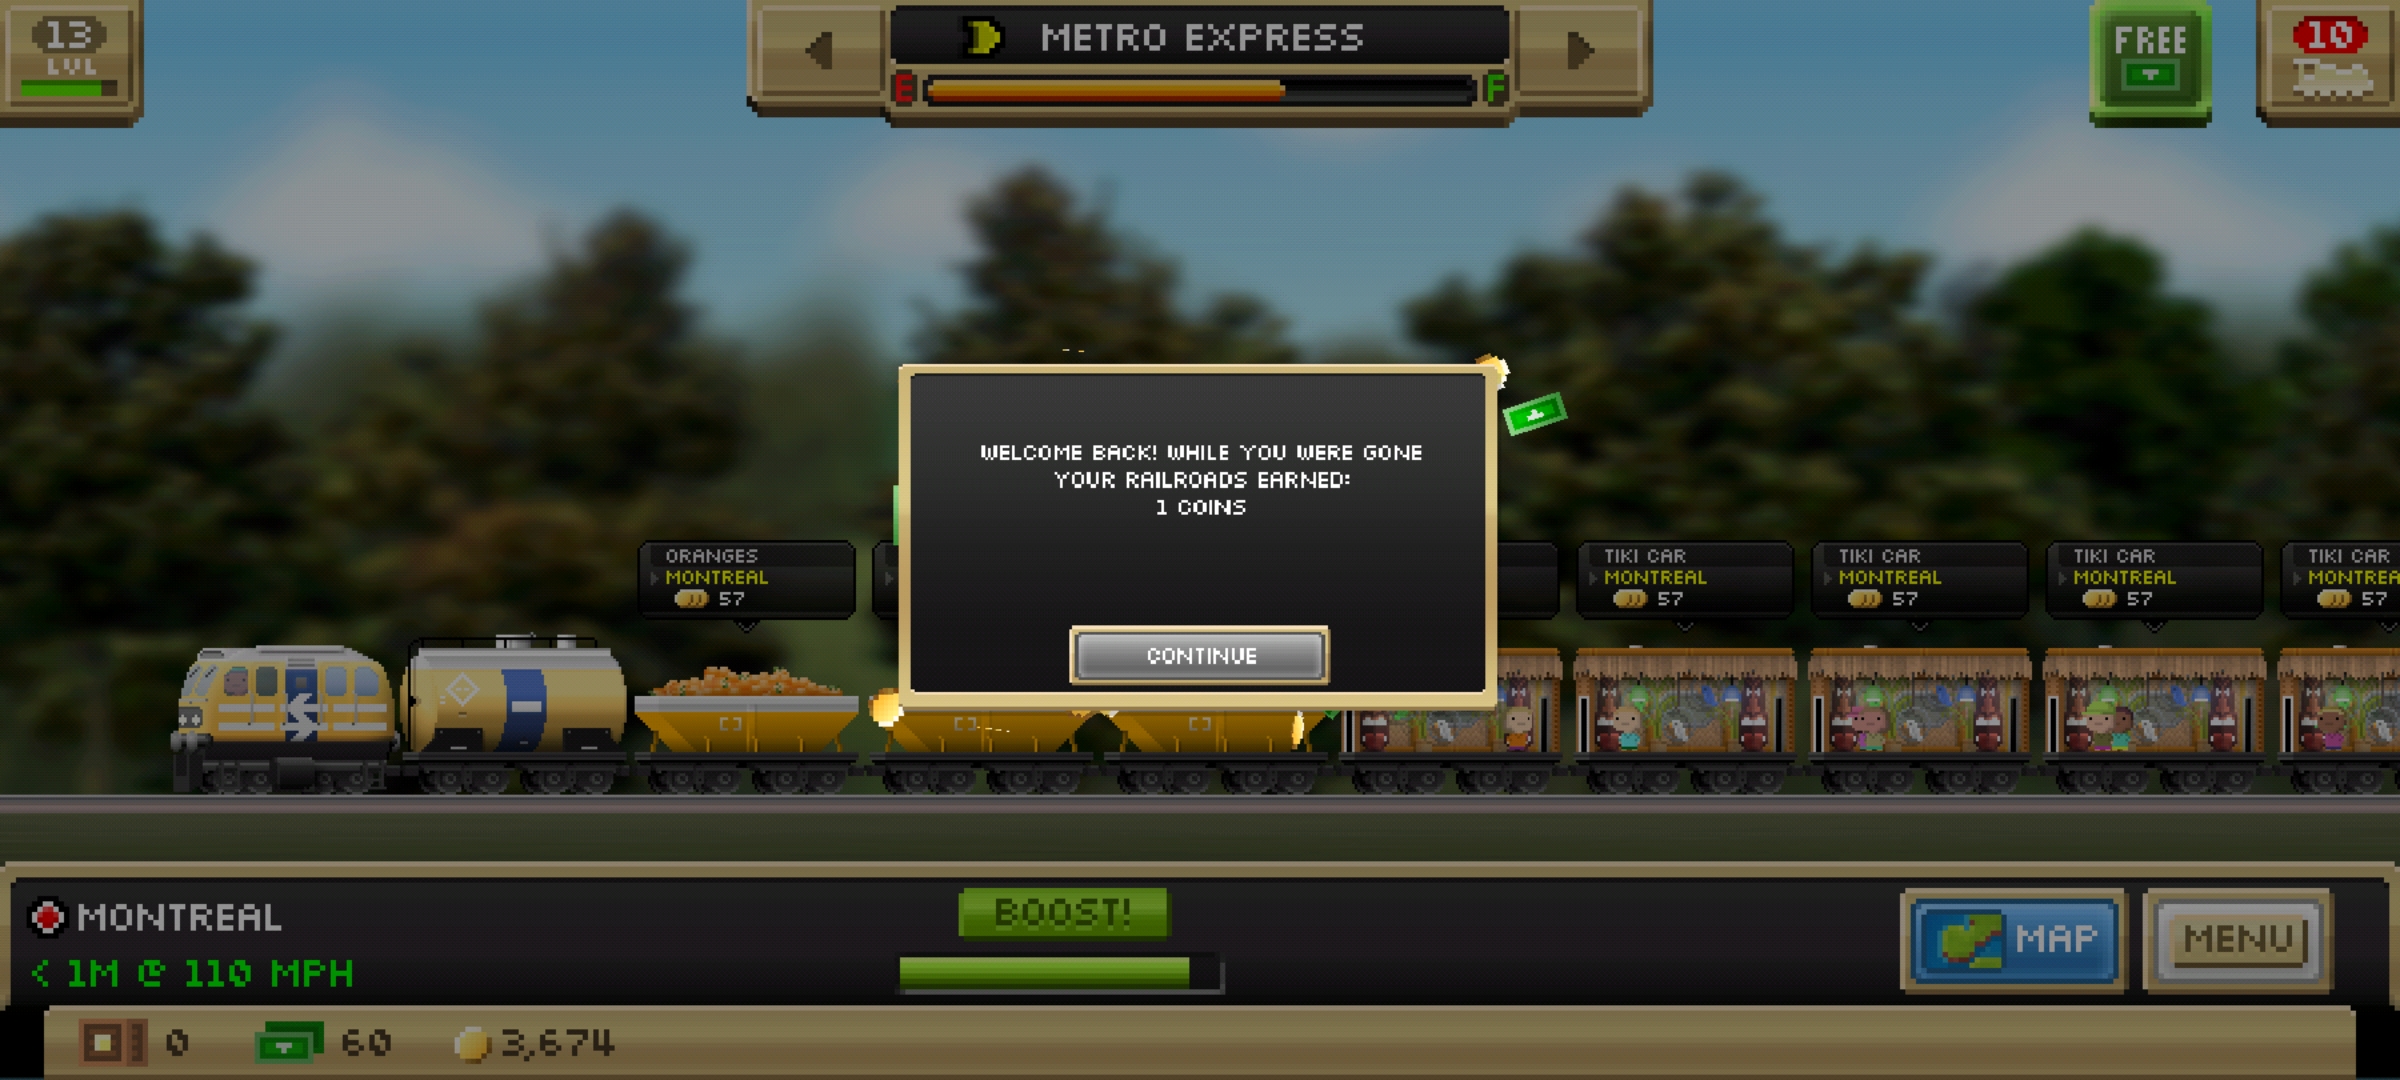 13
LVL
METRO EXPRESS
E
F
FREE
10
WELCOME BACK! WHILE YOU WERE GONE
YOUR RAILROADS EARNED:
1 COINS
CONTINUE
ORANGES
MONTREAL
57
TIKI CAR
MONTREAL
57
TIKI CAR
MONTREAL
57
TIKI CAR
MONTREAL
57
TIKI CAR
MONTREA
57
MONTREAL
< 1M @ 110 MPH
BOOST!
MAP
MENU
0
60
3,674